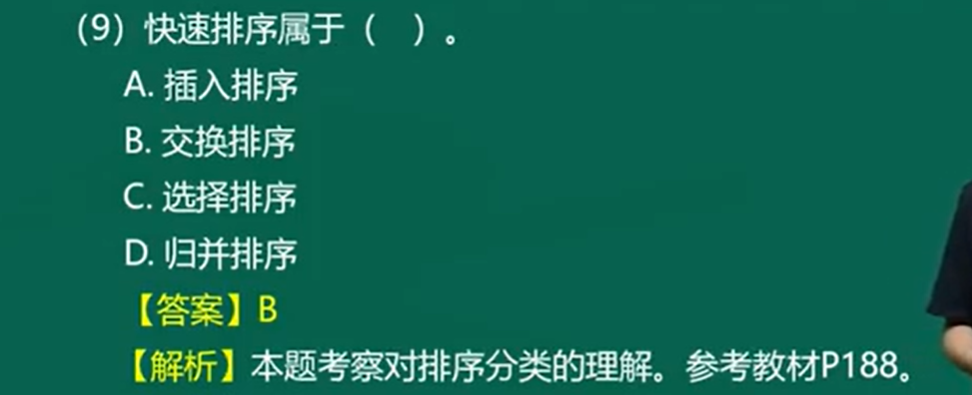 （9）快速排序属于（ ）。
A. 插入排序
B. 交换排序
C. 选择排序
D. 归并排序
【答案】B
【解析】本题考察对排序分类的理解。参考教材P188。